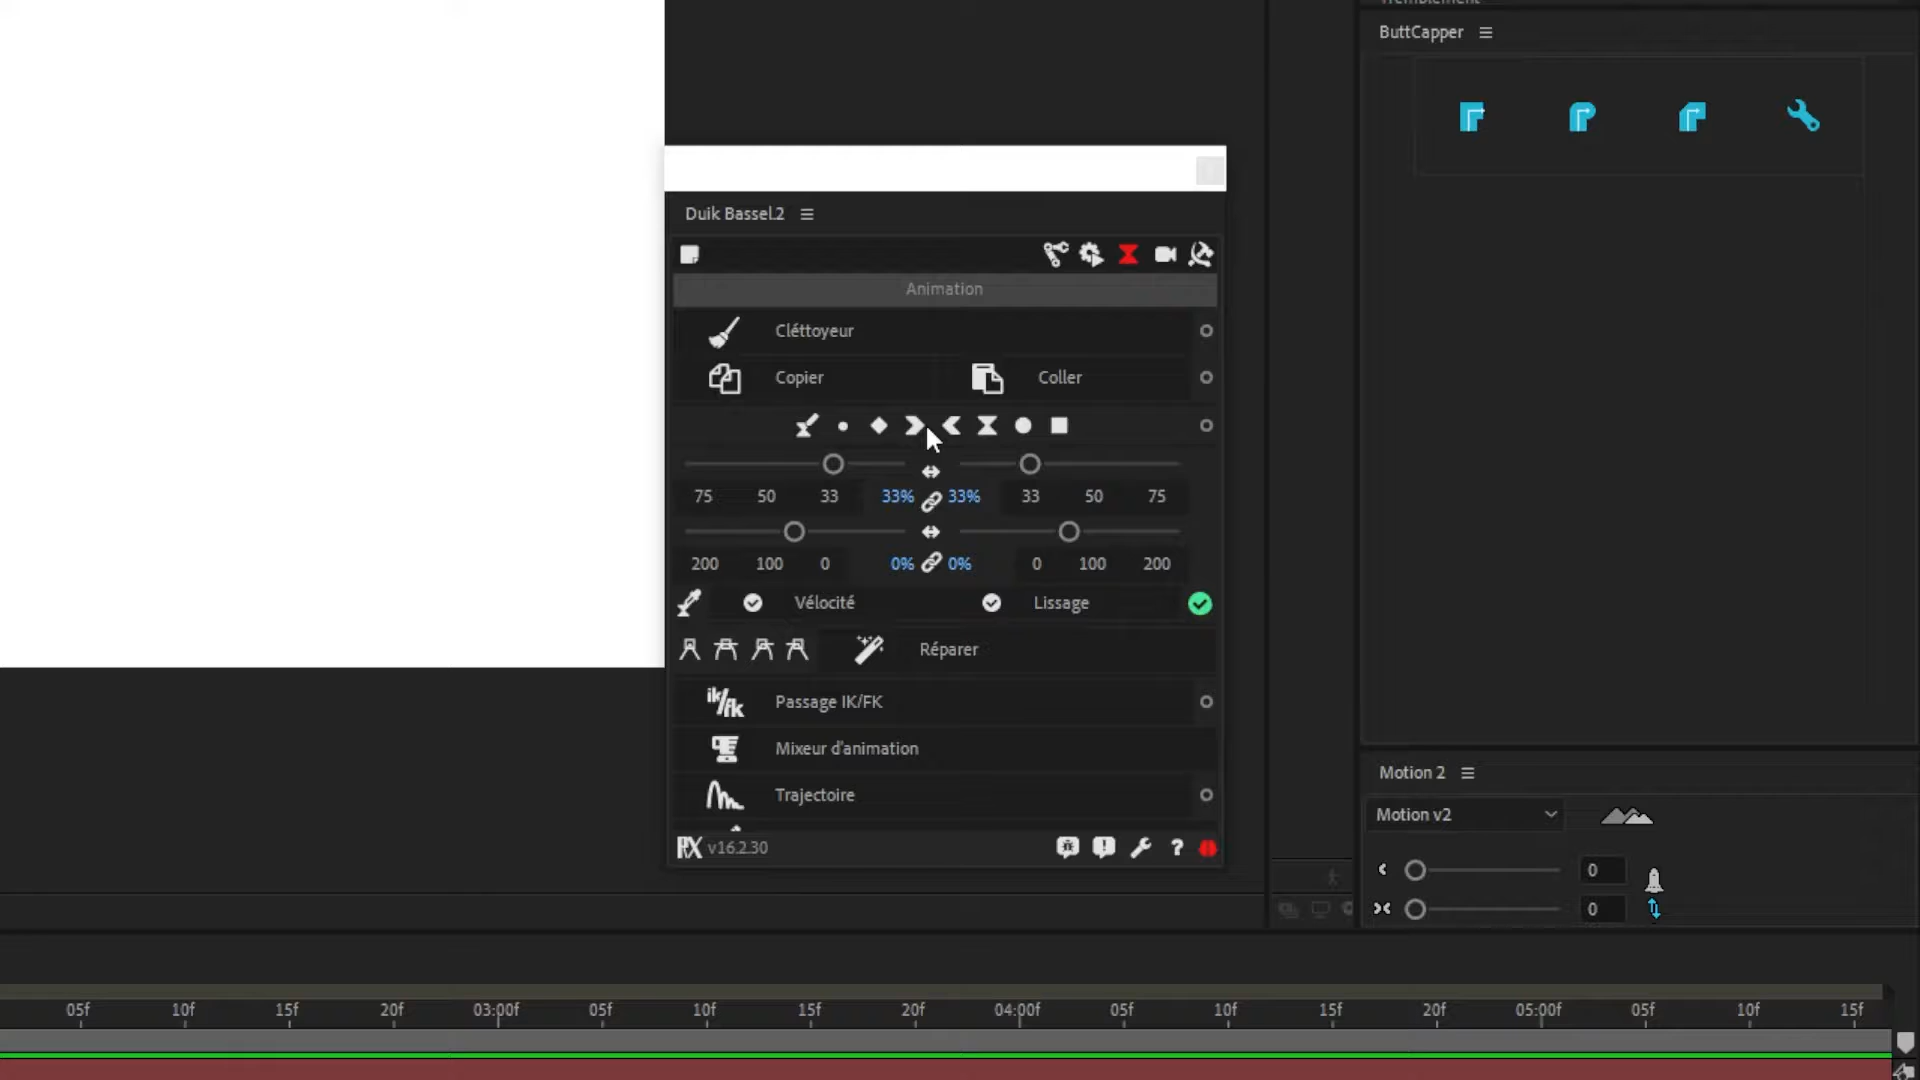 ButtCapper
Duik Bassel.2
Animation
Cléttoyeur
Copier Coller
75 50 33 33% 33% 33 50 75
200 100 0 0% 0% 0 100 200
Vélocité Lissage
Réparer
ik/fk Passage IK/FK
Mixeur d'animation
Trajectoire
RX v16.2.30 ?
Motion 2
Motion v2
0
0
05f 10f 15f 20f 03:00f 05f 10f 15f 20f 04:00f 05f 10f 15f 20f 05:00f 05f 10f 15f